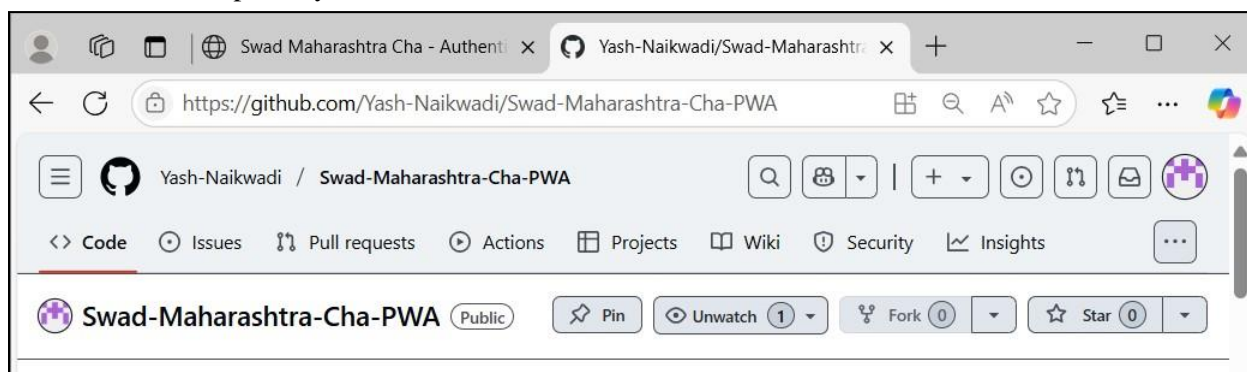 Swad Maharashtra Cha - Authenti
Yash-Naikwadi/Swad-Maharashtra
https://github.com/Yash-Naikwadi/Swad-Maharashtra-Cha-PWA
Yash-Naikwadi / Swad-Maharashtra-Cha-PWA
Code Issues Pull requests Actions Projects Wiki Security Insights
Swad-Maharashtra-Cha-PWA Public Pin Unwatch 1 Fork 0 Star 0